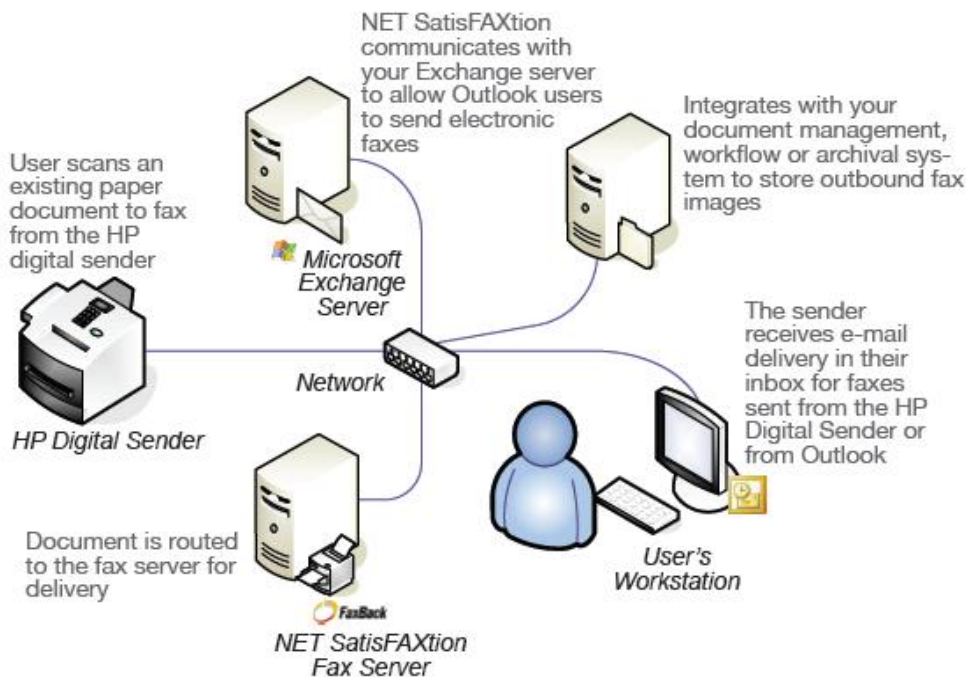 NET SatisFAXtion
communicates with
your Exchange server
to allow Outlook users
to send electronic
faxes
Integrates with your
document management,
workflow or archival sys-
tem to store outbound fax
images
User scans an
existing paper
document to fax
from the HP
digital sender
Microsoft
Exchange
Server
The sender
receives e-mail
delivery in their
inbox for faxes
sent from the HP
Digital Sender or
from Outlook
Network
HP Digital Sender
Document is routed
to the fax server for
delivery
User's
Workstation
FaxBack
NET SatisFAXtion
Fax Server